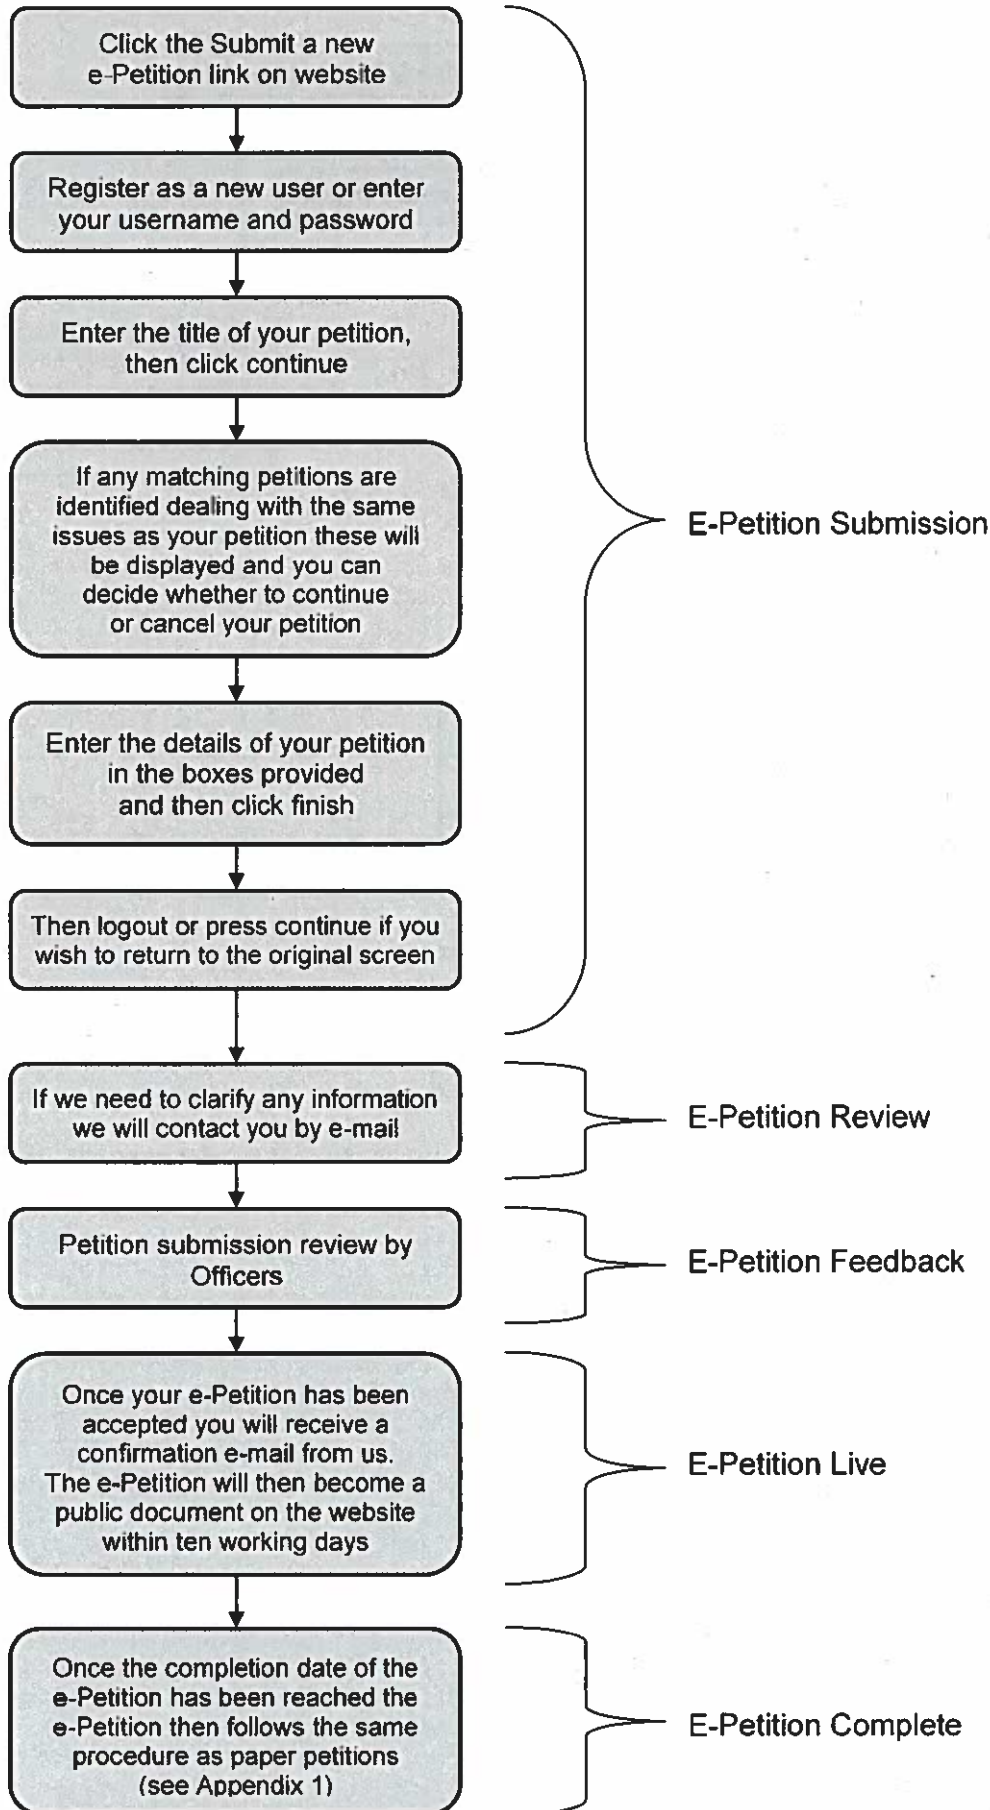 Click the Submit a new
e-Petition link on website
Register as a new user or enter
your username and password
Enter the title of your petition,
then click continue
If any matching petitions are
identified dealing with the same
issues as your petition these will
be displayed and you can
decide whether to continue
or cancel your petition
E-Petition Submission
Enter the details of your petition
in the boxes provided
and then click finish
Then logout or press continue if you
wish to return to the original screen
If we need to clarify any information
we will contact you by e-mail
E-Petition Review
Petition submission review by
Officers
E-Petition Feedback
Once your e-Petition has been
accepted you will receive a
confirmation e-mail from us.
The e-Petition will then become a
public document on the website
within ten working days
E-Petition Live
Once the completion date of the
e-Petition has been reached the
e-Petition then follows the same
procedure as paper petitions
(see Appendix 1)
E-Petition Complete